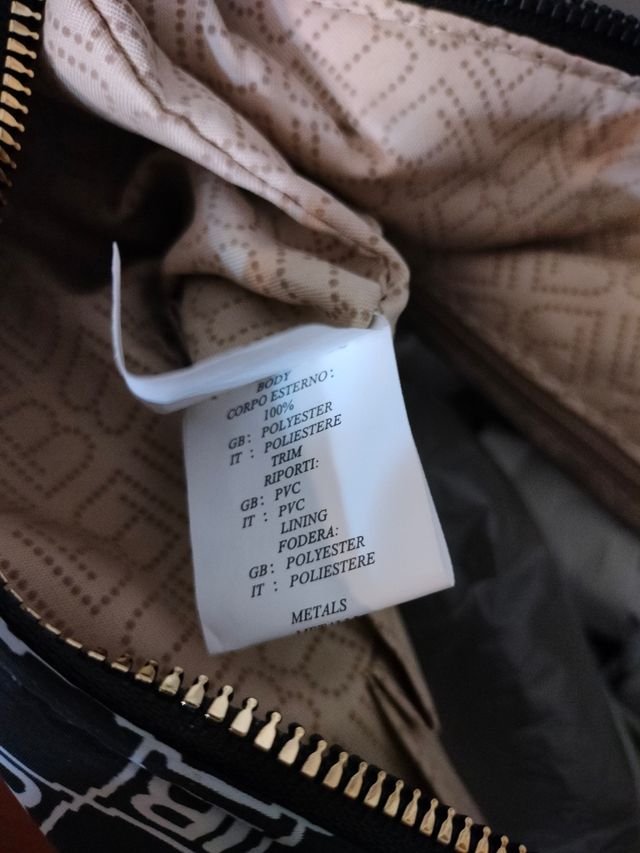 BODY
CORPO ESTERNO:
100%
GB: POLYESTER
IT : POLIESTERE
TRIM
RIPORTI:
GB: PVC
IT : PVC
LINING
FODERA:
GB: POLYESTER
IT : POLIESTERE
METALS